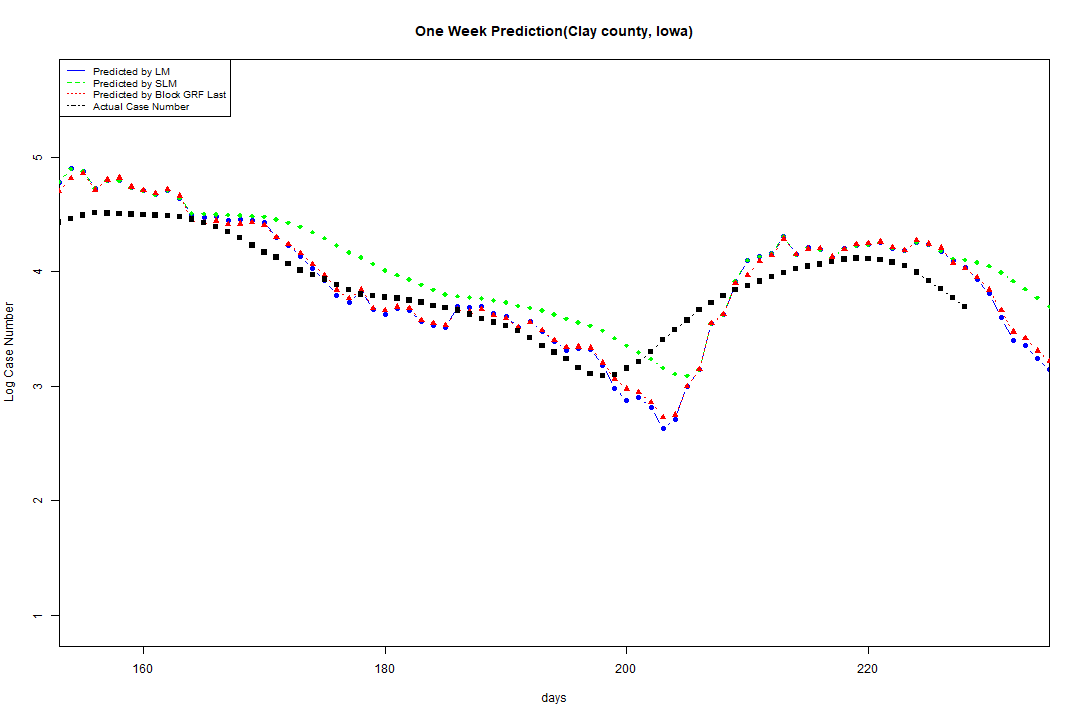 One Week Prediction(Clay county, Iowa)
Predicted by LM
Predicted by SLM
Predicted by Block GRF Last
Actual Case Number
5
4
3
2
1
Log Case Number
160 180 200 220
days